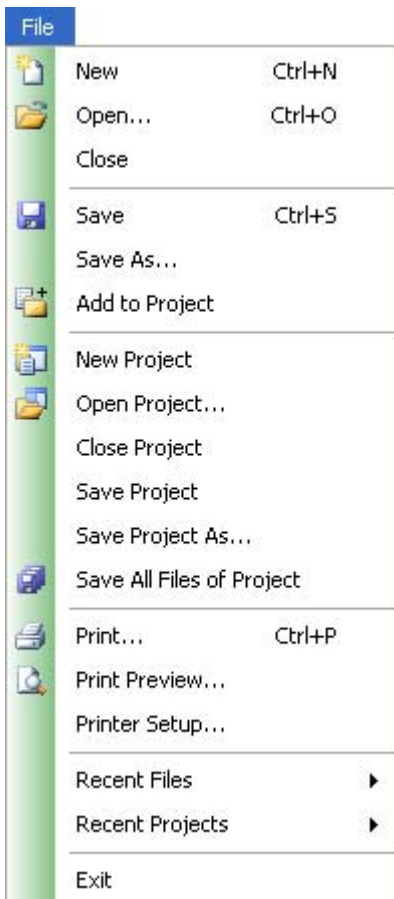 File
New Ctrl+N
Open... Ctrl+O
Close
Save Ctrl+S
Save As...
Add to Project
New Project
Open Project...
Close Project
Save Project
Save Project As...
Save All Files of Project
Print... Ctrl+P
Print Preview...
Printer Setup...
Recent Files
Recent Projects
Exit